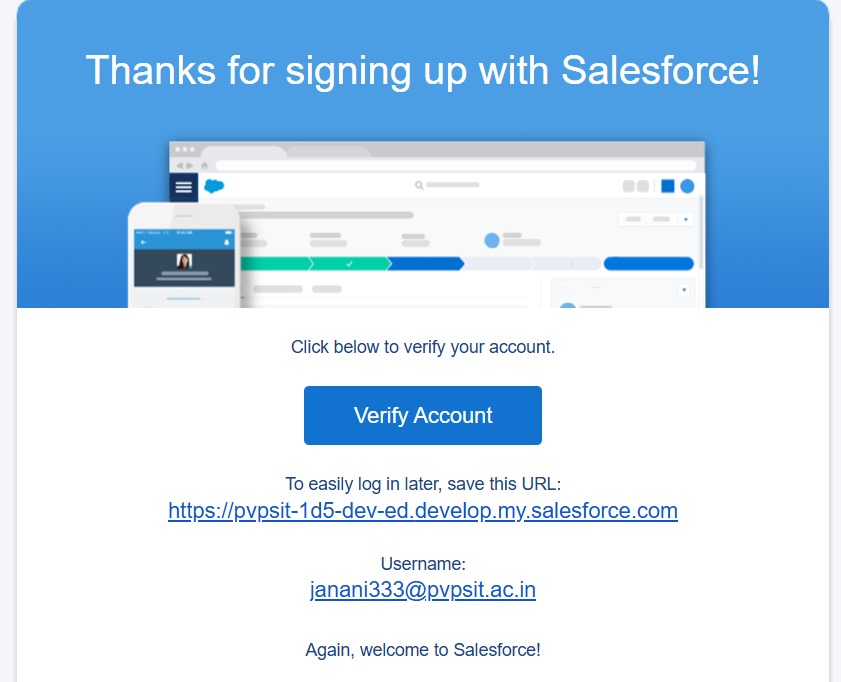 Thanks for signing up with Salesforce!
Click below to verify your account.
Verify Account
To easily log in later, save this URL:
https://pvpsit-1d5-dev-ed.develop.my.salesforce.com
Username:
janani333@pvpsit.ac.in
Again, welcome to Salesforce!